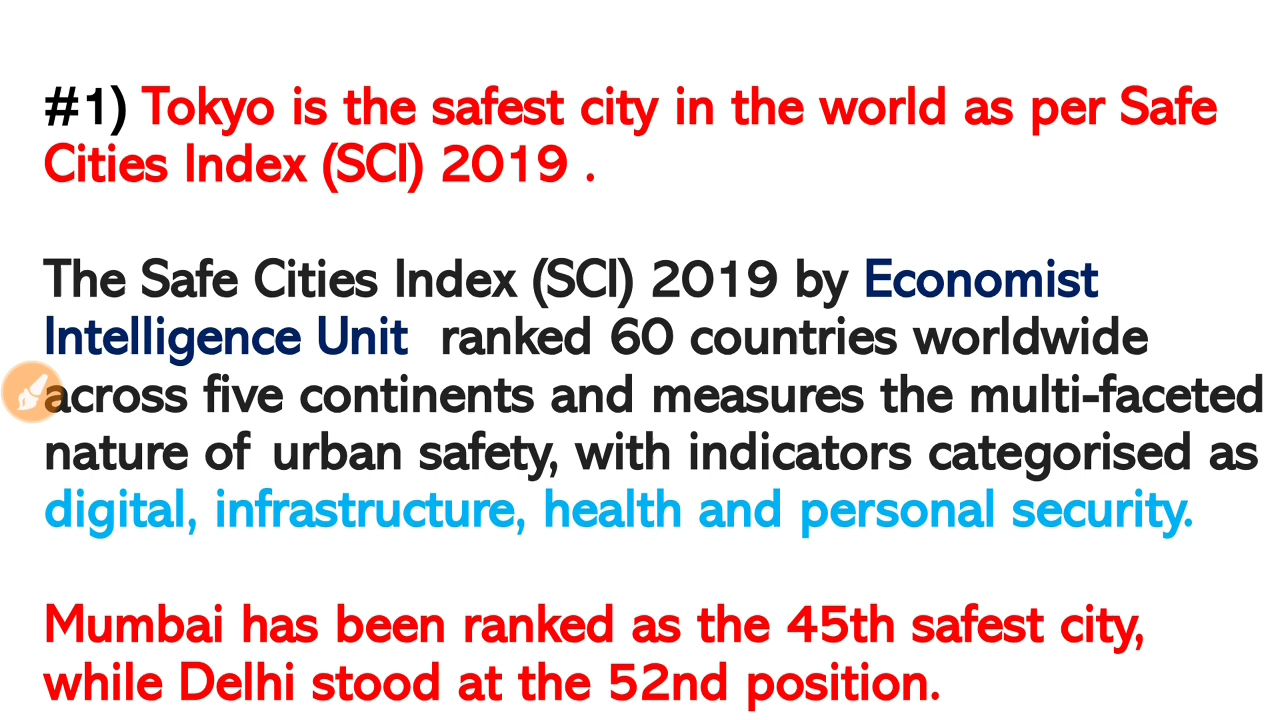 #1) Tokyo is the safest city in the world as per Safe
Cities Index (SCI) 2019 .
The Safe Cities Index (SCI) 2019 by Economist
Intelligence Unit ranked 60 countries worldwide
across five continents and measures the multi-faceted
nature of urban safety, with indicators categorised as
digital, infrastructure, health and personal security.
Mumbai has been ranked as the 45th safest city,
while Delhi stood at the 52nd position.